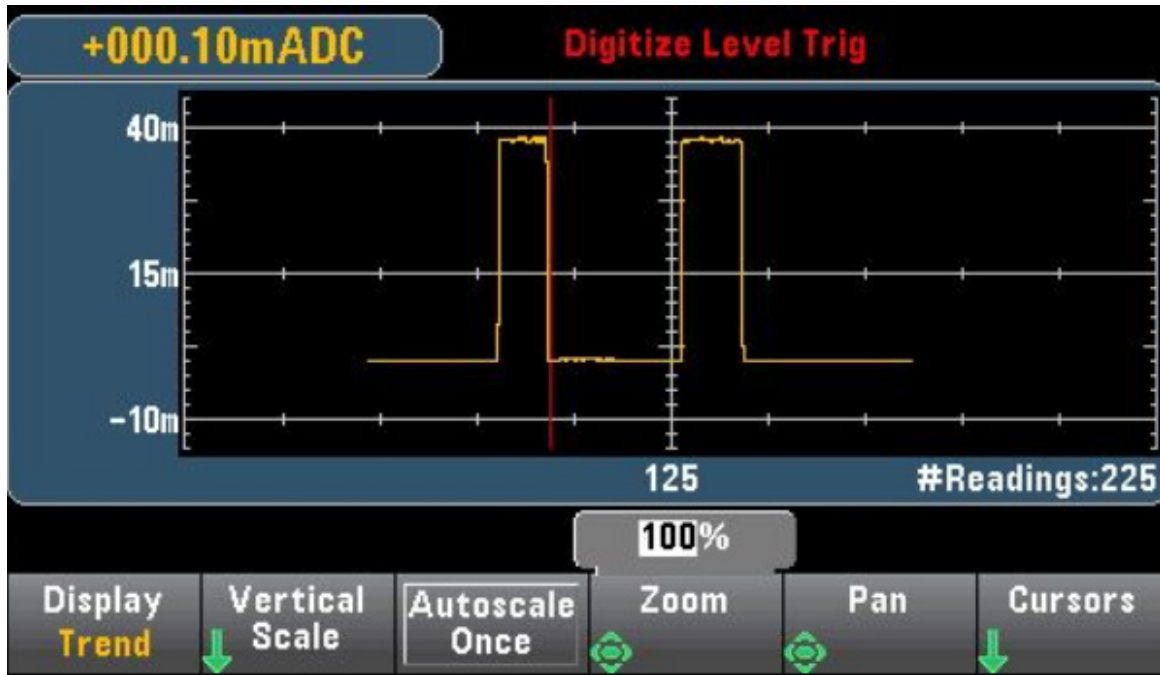 +000.10mADC
Digitize Level Trig
40m
15m
-10m
125
#Readings:225
100%
Display
Trend
Vertical
Scale
Autoscale
Once
Zoom
Pan
Cursors